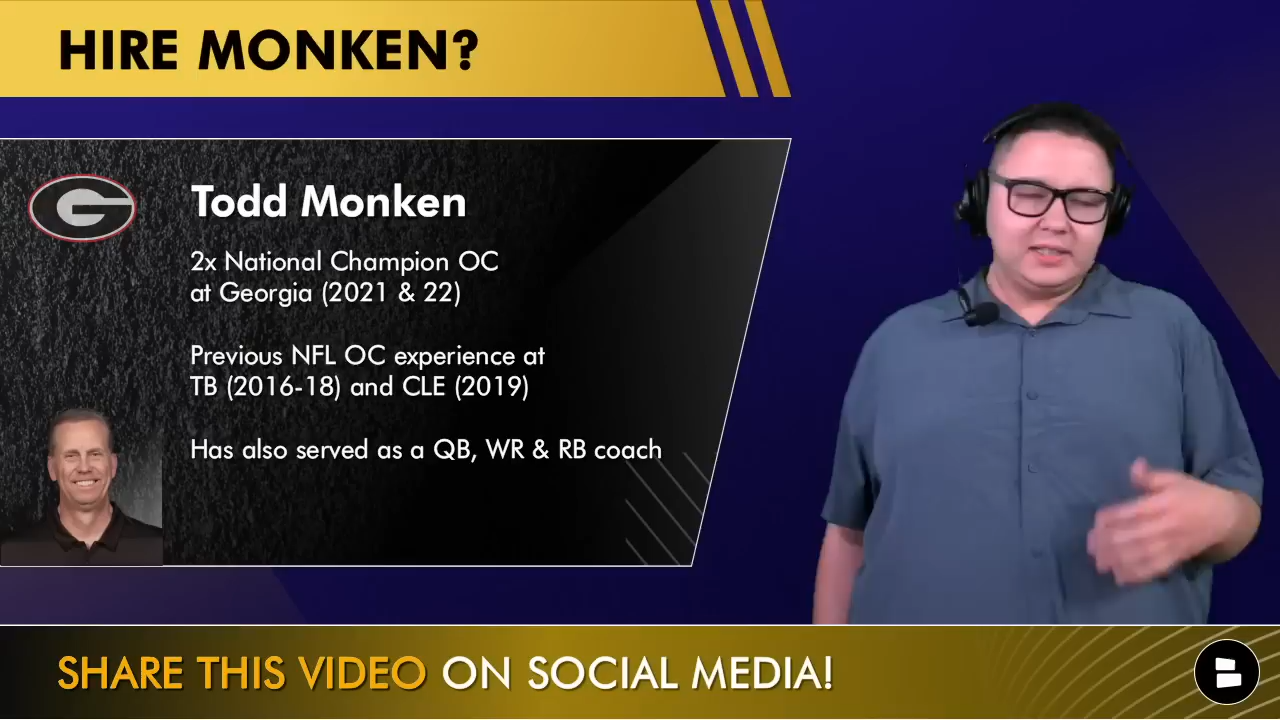 HIRE MONKEN?
G
Todd Monken
2x National Champion OC
at Georgia (2021 & 22)
Previous NFL OC experience at
TB (2016-18) and CLE (2019)
Has also served as a QB, WR & RB coach
SHARE THIS VIDEO ON SOCIAL MEDIA!